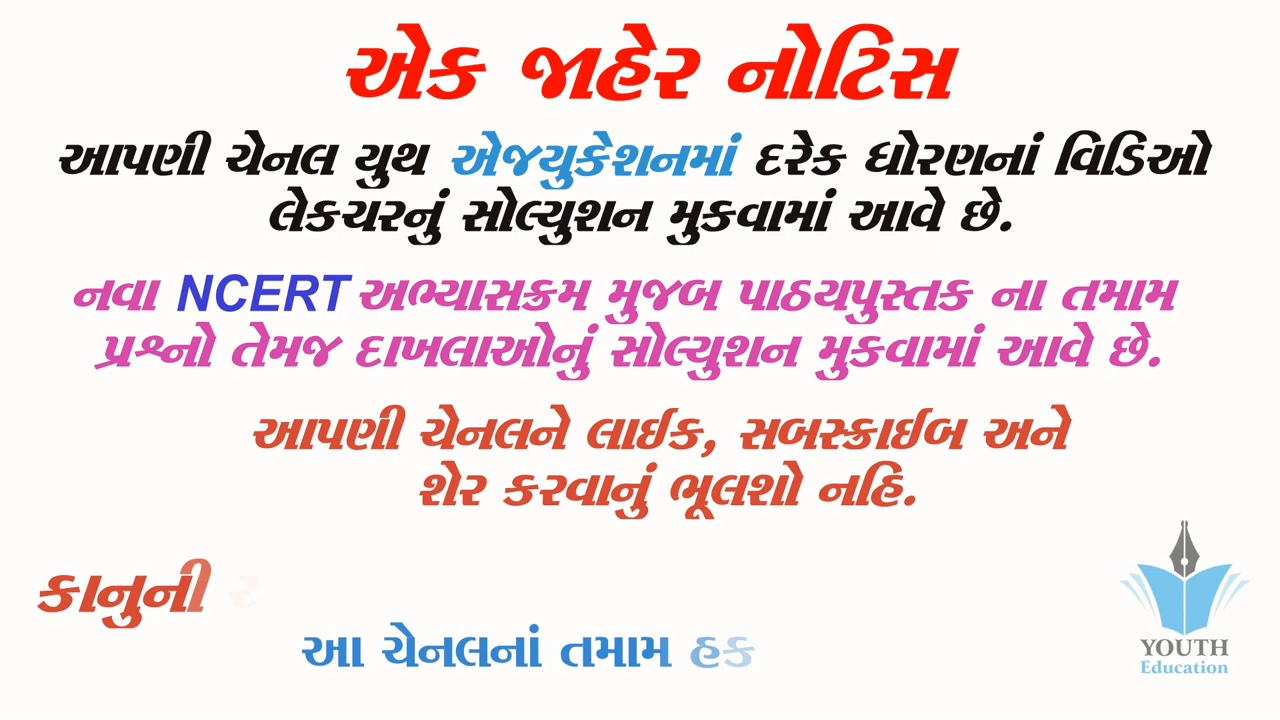 એક જાહેર નોટિસ
આપણી ચેનલ યુથ એજયુકેશનમાં દરેક ધોરણનાં વિડિઓ
લેકચરનું સોલ્યુશન મુકવામાં આવે છે.
નવા NCERT અભ્યાસક્રમ મુજબ પાઠયપુસ્તક ના તમામ
પ્રશ્નો તેમજ દાખલાઓનું સોલ્યુશન મુકવામાં આવે છે.
આપણી ચેનલને લાઈક, સબસ્ક્રાઈબ અને
શેર કરવાનું ભૂલશો નહિ.
કાનુની
આ ચેનલનાં તમામ હક
YOUTH
Education